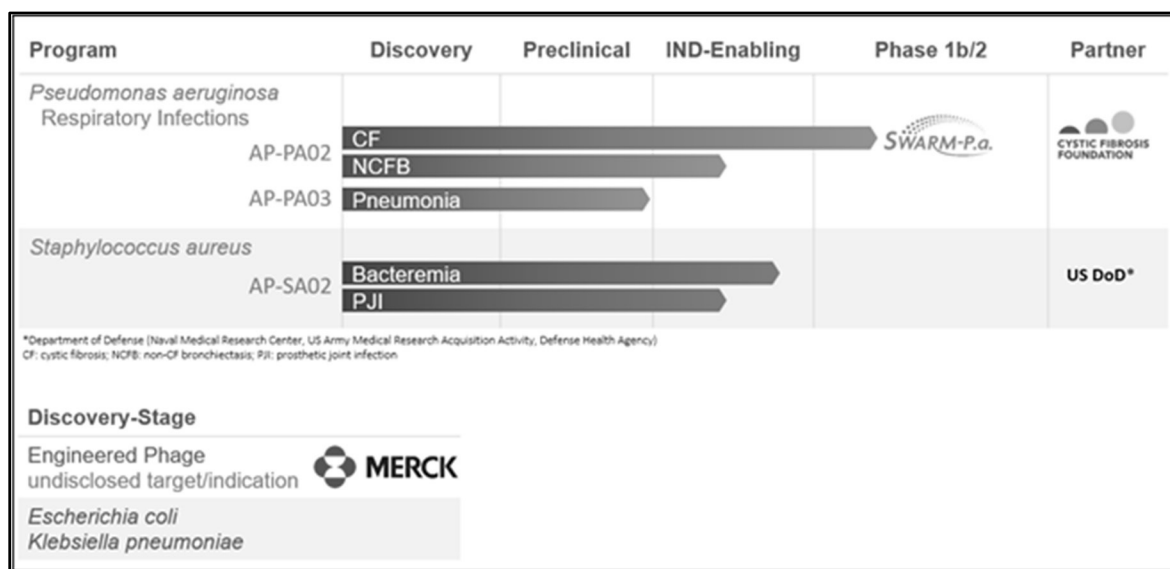 Program Discovery Preclinical IND-Enabling Phase 1b/2 Partner
Pseudomonas aeruginosa
Respiratory Infections
AP-PA02
CF
SWARM-P.a.
CYSTIC FIBROSIS
FOUNDATION
NCFB
AP-PA03 Pneumonia
Staphylococcus aureus
AP-SA02
Bacteremia
US DoD*
PJI
*Department of Defense (Naval Medical Research Center, US Army Medical Research Acquisition Activity, Defense Health Agency)
CF: cystic fibrosis; NCFB: non-CF bronchiectasis; PJI: prosthetic joint infection
Discovery-Stage
Engineered Phage
undisclosed target/indication
MERCK
Escherichia coli
Klebsiella pneumoniae